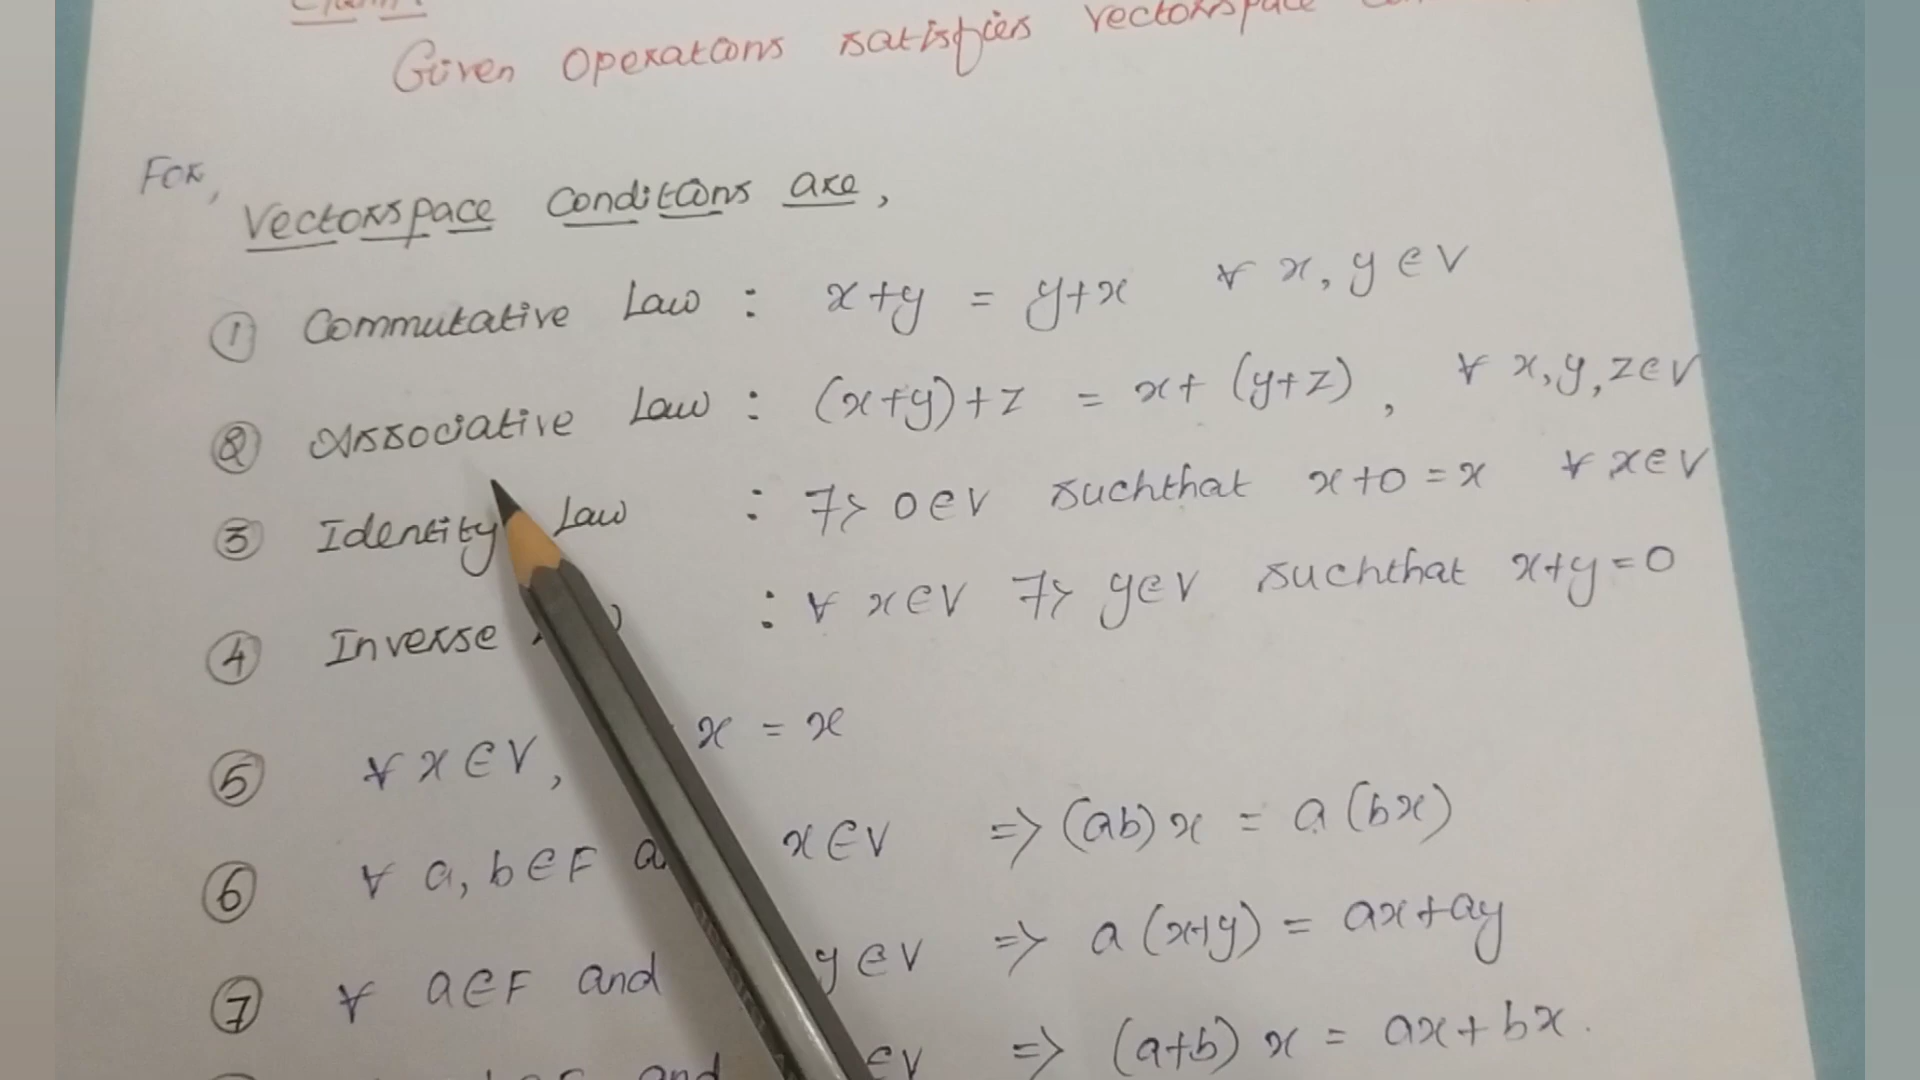 Given Operations satisfies Vectorspace
For,
Vectorspace Conditions are,
① Commutative Law : x+y = y+x ∀ x, y ∈ V
② Associative Law : (x+y)+z = x+(y+z), ∀ x,y,z∈V
③ Identity Law : ∃ 0∈V suchthat x+0=x ∀ x∈V
④ Inverse : ∀ x∈V ∃ y∈V suchthat x+y=0
⑤ ∀ x∈V, x = x
⑥ ∀ a, b∈F x∈V => (ab)x = a(bx)
⑦ ∀ a∈F and y∈V => a(x+y) = ax+ay
and ∈V => (a+b)x = ax+bx.